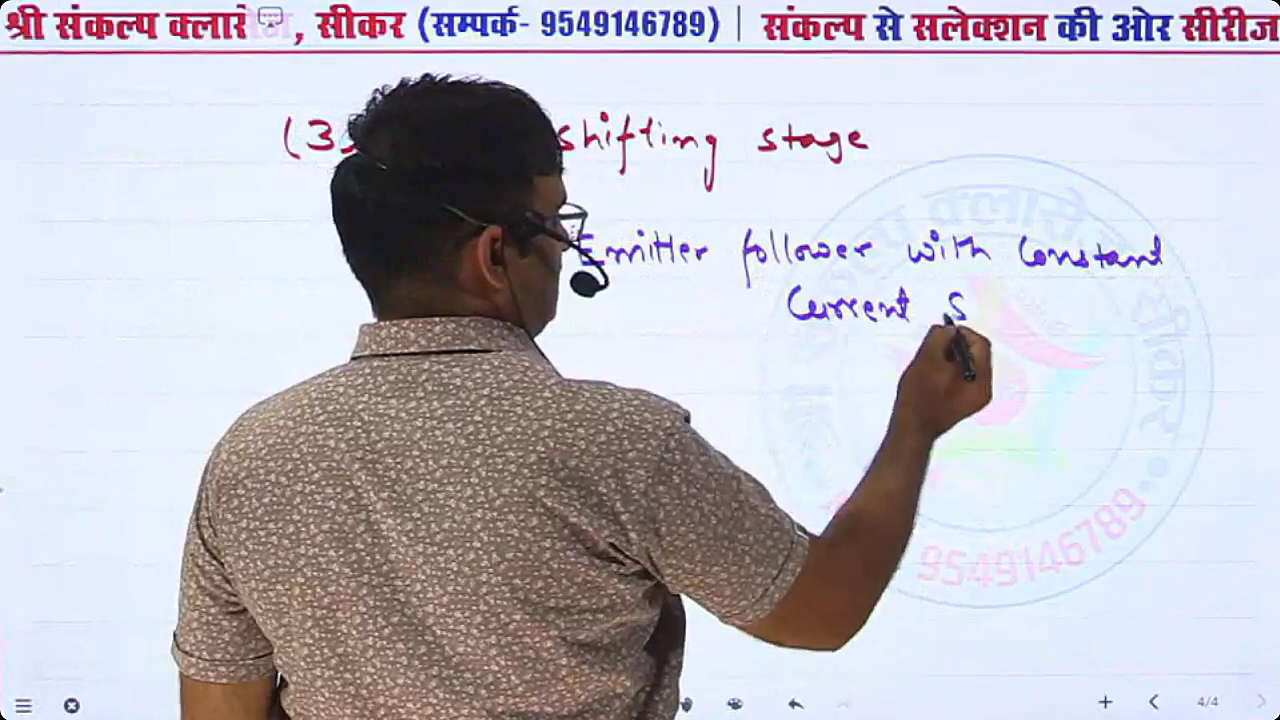 श्री संकल्प क्लासेज, सीकर (सम्पर्क- 9549146789) | संकल्प से सलेक्शन की ओर सीरीज
(3) shifting stage
Emitter follower with Constant
Current S
9549146789
4/4